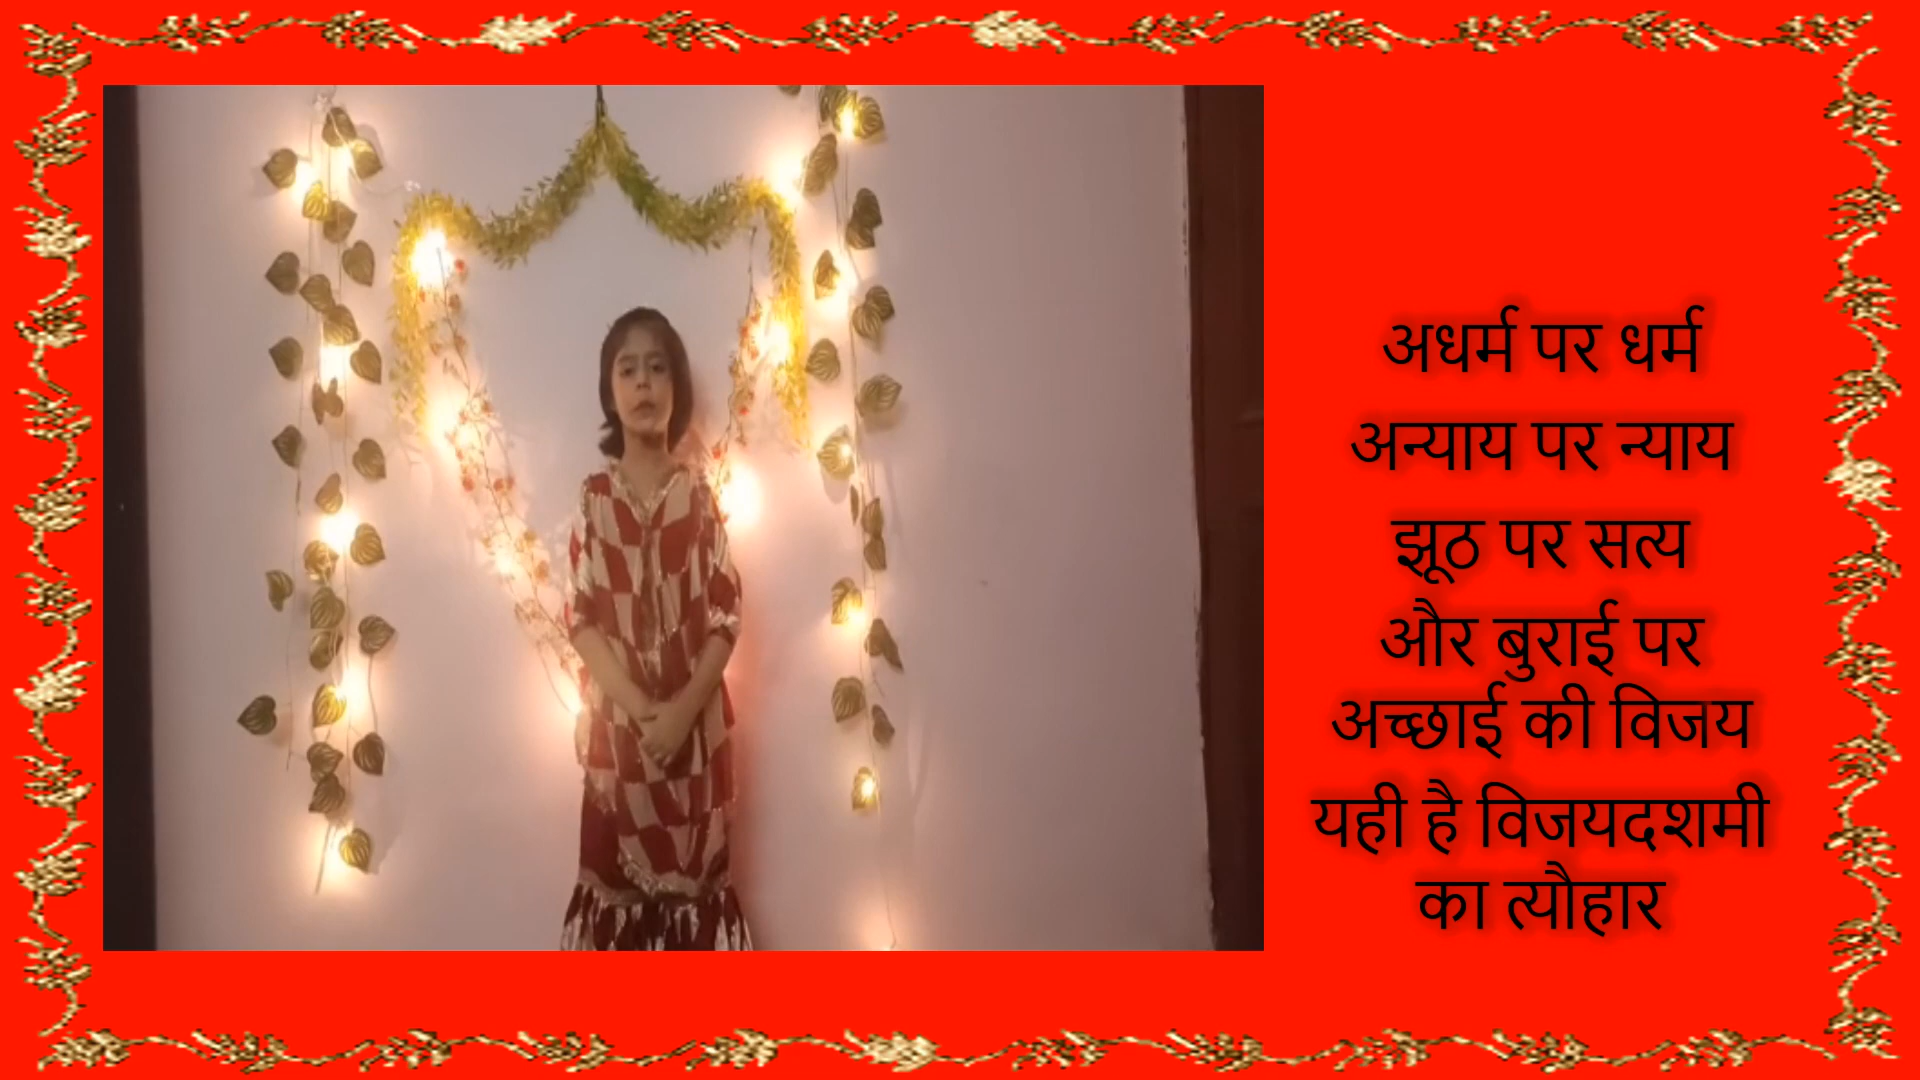 अधर्म पर धर्म
अन्याय पर न्याय
झूठ पर सत्य
और बुराई पर
अच्छाई की विजय
यही है विजयदशमी
का त्यौहार